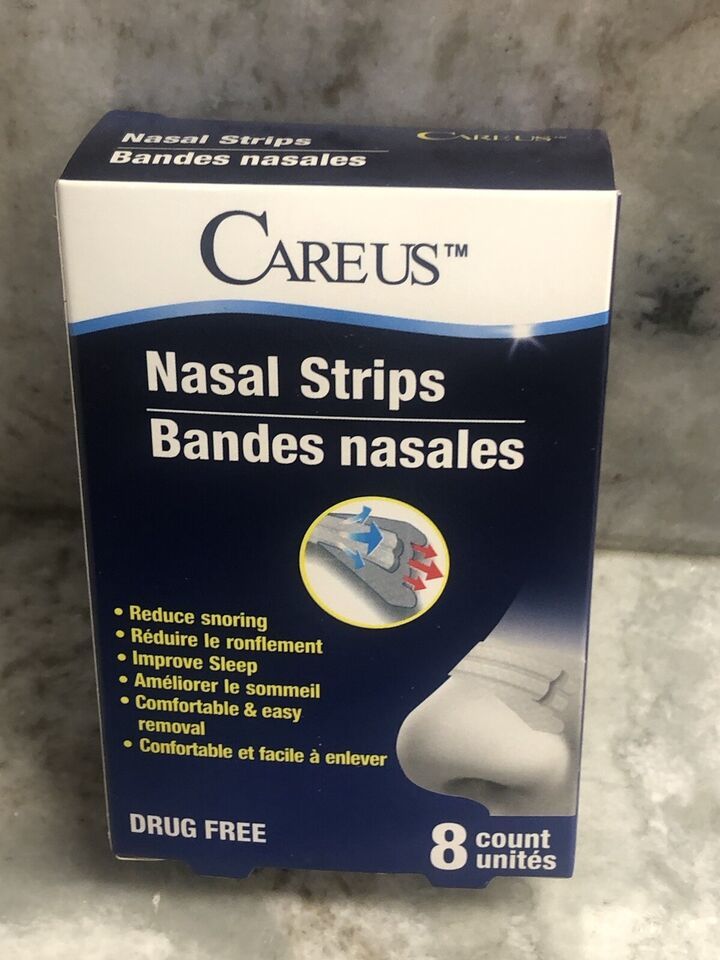 Nasal Strips
Bandes nasales
CAREUS™
CAREUS™
Nasal Strips
Bandes nasales
• Reduce snoring
• Réduire le ronflement
• Improve Sleep
• Améliorer le sommeil
• Comfortable & easy
removal
• Confortable et facile à enlever
DRUG FREE
8 count
unités